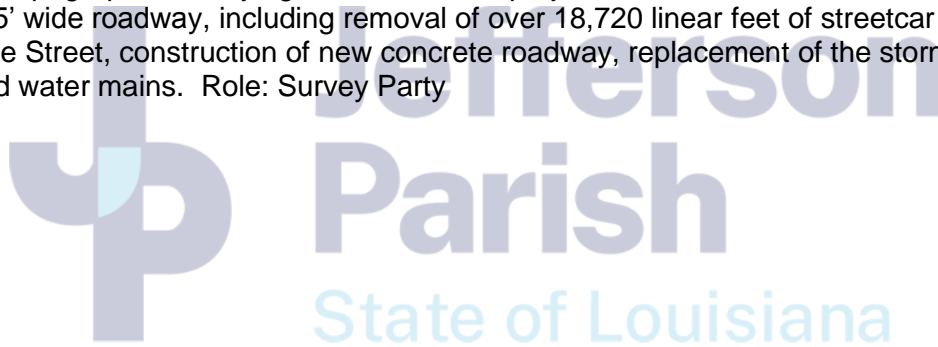 5' wide roadway, including removal of over 18,720 linear feet of streetcar
e Street, construction of new concrete roadway, replacement of the storm
d water mains. Role: Survey Party
Jefferson
Parish
State of Louisiana